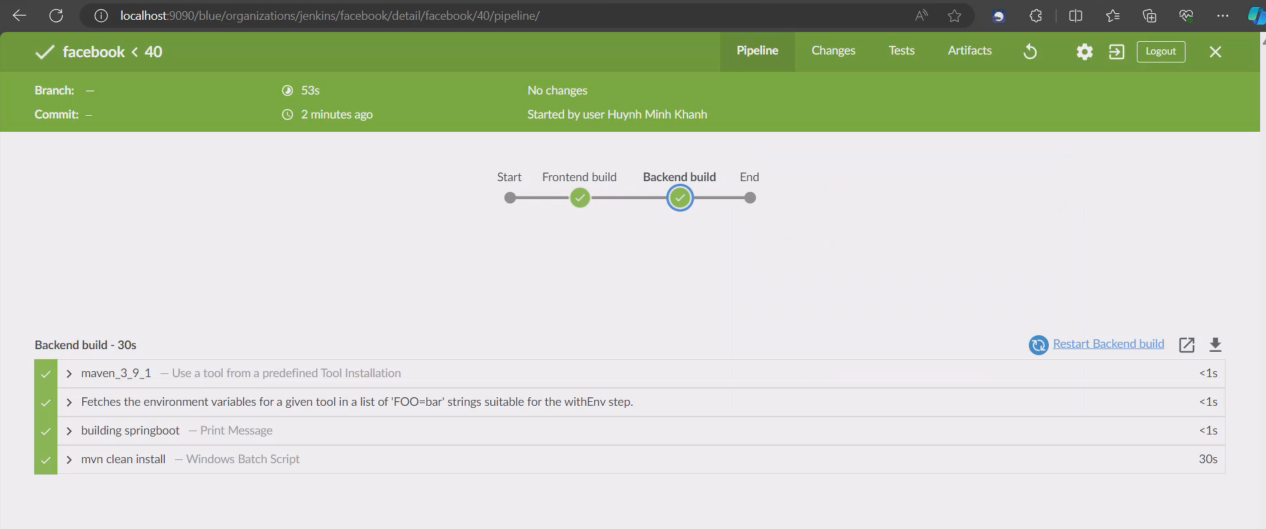 localhost:9090/blue/organizations/jenkins/facebook/detail/facebook/40/pipeline/
facebook < 40
Pipeline
Changes
Tests
Artifacts
Logout
Branch: —
53s
No changes
Commit: —
2 minutes ago
Started by user Huynh Minh Khanh
Start
Frontend build
Backend build
End
Backend build - 30s
Restart Backend build
maven_3_9_1 — Use a tool from a predefined Tool Installation <1s
Fetches the environment variables for a given tool in a list of 'FOO=bar' strings suitable for the withEnv step. <1s
building springboot — Print Message <1s
mvn clean install — Windows Batch Script 30s